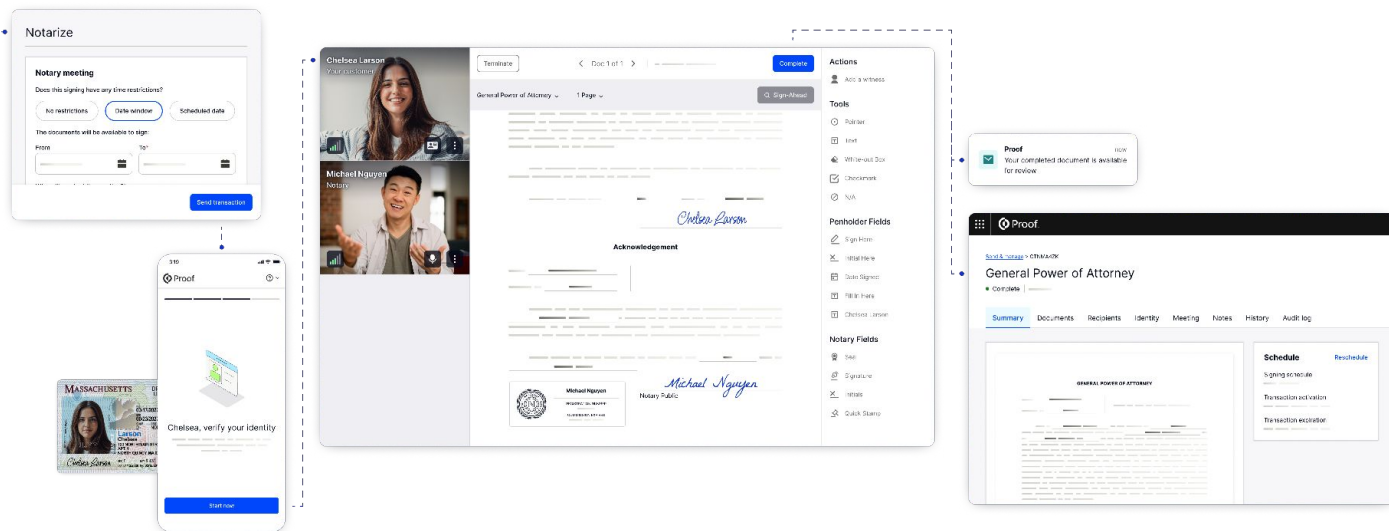 Notarize
Notary meeting
Does this signing have any time restrictions?
No restrictions
Date window
Scheduled date
The documents will be available to sign:
From
To*
Send transaction
3:10
Proof
Chelsea, verify your identity
Start now
MASSACHUSETTS
Larson
Chelsea
Chelsea Larson
Chelsea Larson
Your customer
Michael Nguyen
Notary
Terminate
Doc 1 of 1
Complete
General Power of Attorney
1 Page
Sign-Ahead
Chelsea Larson
Acknowledgement
Michael Nguyen
Michael Nguyen
Notary Public
Actions
Add a witness
Tools
Pointer
Text
White-out Box
Checkmark
N/A
Penholder Fields
Sign Here
Initial Here
Date Signed
Fill In Here
Chelsea Larson
Notary Fields
Seal
Signature
Initials
Quick Stamp
Proof
now
Your completed document is available
for review
Proof.
Send & manage >
General Power of Attorney
Complete
Summary
Documents
Recipients
Identity
Meeting
Notes
History
Audit log
GENERAL POWER OF ATTORNEY
Schedule
Reschedule
Signing schedule
Transaction activation
Transaction expiration